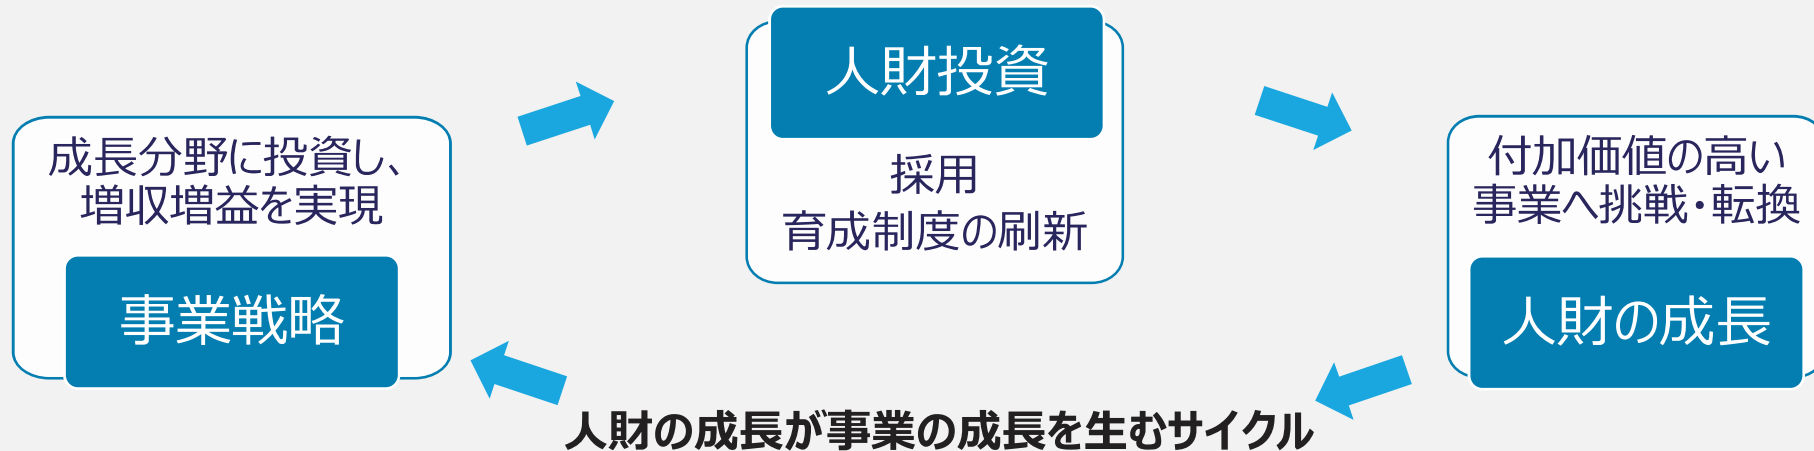 成長分野に投資し、
増収増益を実現
事業戦略
人財投資
採用
育成制度の刷新
付加価値の高い
事業へ挑戦・転換
人財の成長
人財の成長が事業の成長を生むサイクル